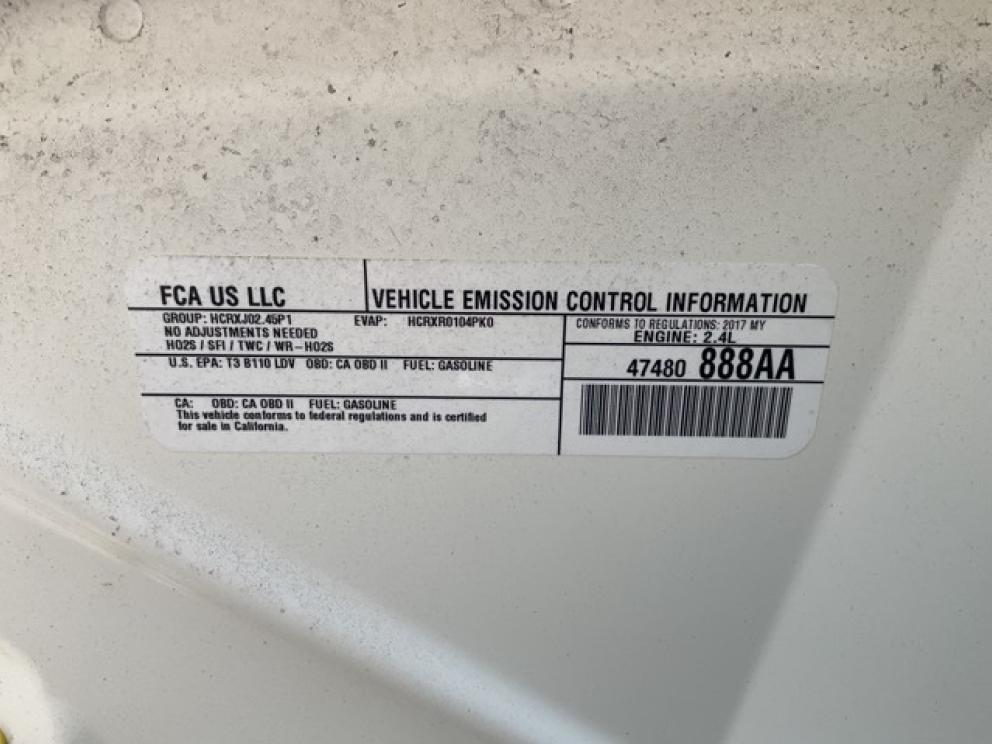 FCA US LLC
VEHICLE EMISSION CONTROL INFORMATION
GROUP: HCRXJ02.45P1 EVAP: HCRXR0104PK0
NO ADJUSTMENTS NEEDED
HO2S / SFI / TWC / WR-HO2S
CONFORMS TO REGULATIONS: 2017 MY
ENGINE: 2.4L
U.S. EPA: T3 B110 LDV OBD: CA OBD II FUEL: GASOLINE
47480 888AA
CA: OBD: CA OBD II FUEL: GASOLINE
This vehicle conforms to federal regulations and is certified
for sale in California.